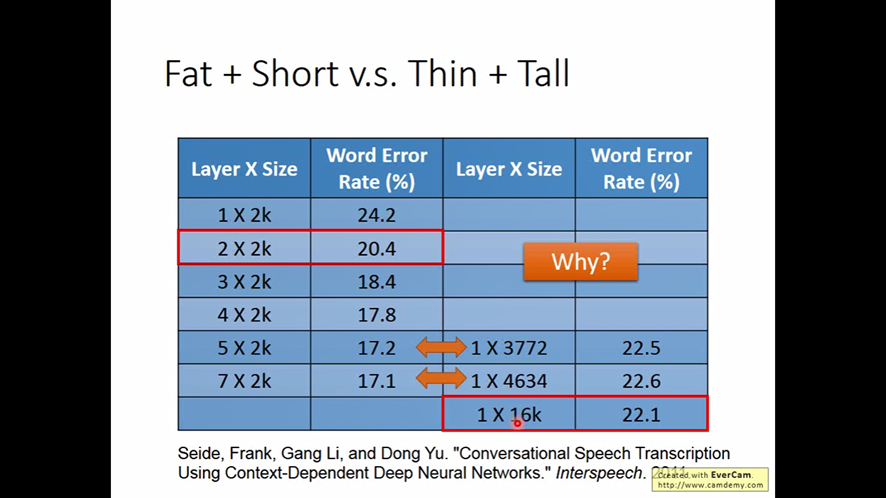 Fat + Short v.s. Thin + Tall
Layer X Size Word Error Rate (%) Layer X Size Word Error Rate (%)
1 X 2k 24.2
2 X 2k 20.4
Why?
3 X 2k 18.4
4 X 2k 17.8
5 X 2k 17.2 1 X 3772 22.5
7 X 2k 17.1 1 X 4634 22.6
1 X 16k 22.1
Seide, Frank, Gang Li, and Dong Yu. "Conversational Speech Transcription
Using Context-Dependent Deep Neural Networks." Interspeech.
Created with EverCam.
http://www.camdemy.com